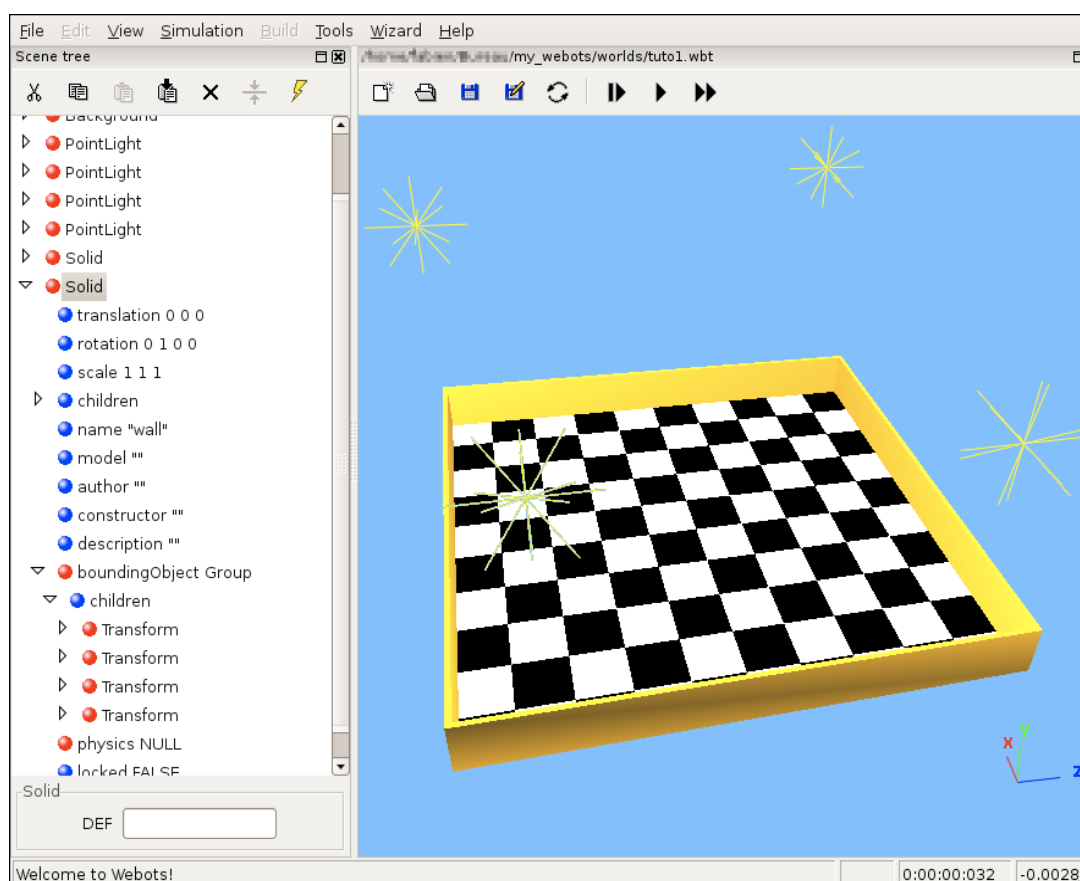 File Edit View Simulation Build Tools Wizard Help
Scene tree
/my_webots/worlds/tuto1.wbt
Background
PointLight
PointLight
PointLight
PointLight
Solid
Solid
translation 0 0 0
rotation 0 1 0 0
scale 1 1 1
children
name "wall"
model ""
author ""
constructor ""
description ""
boundingObject Group
children
Transform
Transform
Transform
Transform
physics NULL
locked FALSE
x y z
Solid
DEF
Welcome to Webots!
0:00:00:032
-0.0028